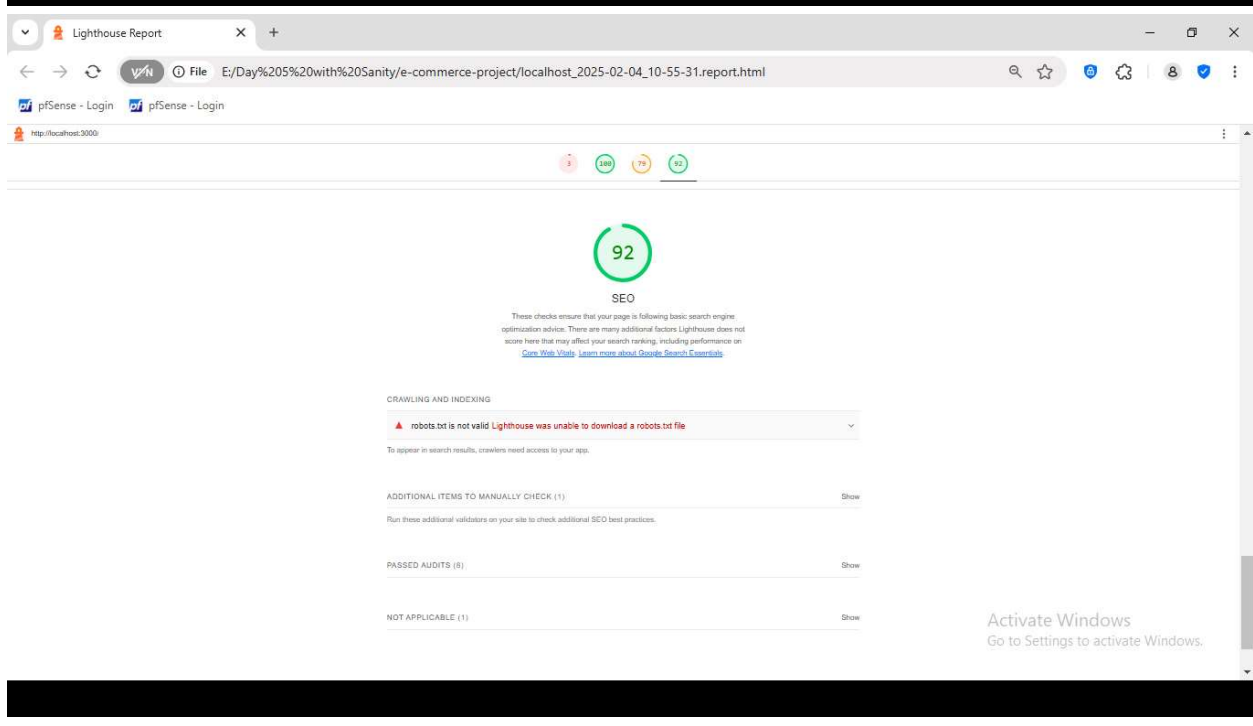 Lighthouse Report
VPN File E:/Day%205%20with%20Sanity/e-commerce-project/localhost_2025-02-04_10-55-31.report.html
pf pfSense - Login pf pfSense - Login
http://localhost:3000/
3 100 79 92
92
SEO
These checks ensure that your page is following basic search engine
optimization advice. There are many additional factors Lighthouse does not
score here that may affect your search ranking, including performance on
Core Web Vitals. Learn more about Google Search Essentials.
CRAWLING AND INDEXING
robots.txt is not valid Lighthouse was unable to download a robots.txt file
To appear in search results, crawlers need access to your app.
ADDITIONAL ITEMS TO MANUALLY CHECK (1) Show
Run these additional validators on your site to check additional SEO best practices.
PASSED AUDITS (8) Show
NOT APPLICABLE (1) Show
Activate Windows
Go to Settings to activate Windows.